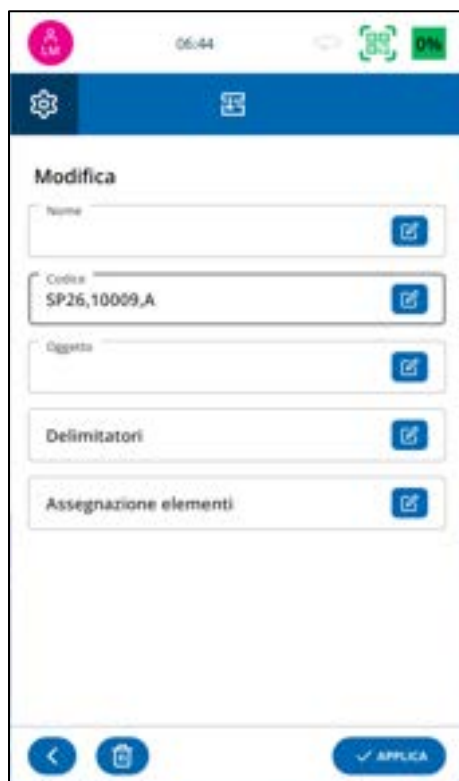 LM
06:44
0%
Modifica
Nome
Codice
SP26,10009,A
Oggetto
Delimitatori
Assegnazione elementi
APPLICA